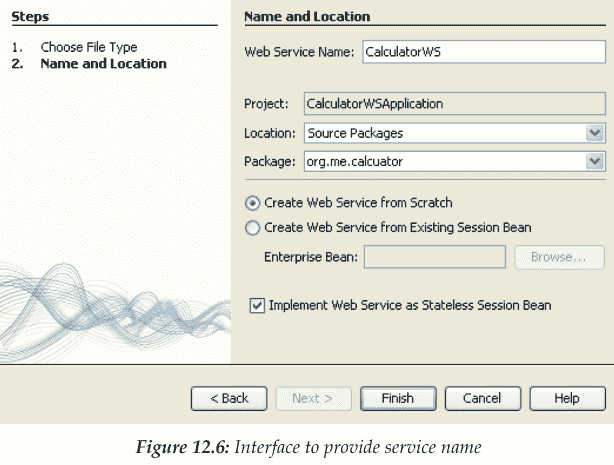 Steps
1. Choose File Type
2. Name and Location
Name and Location
Web Service Name: CalculatorWS
Project: CalculatorWSApplication
Location: Source Packages
Package: org.me.calcuator
Create Web Service from Scratch
Create Web Service from Existing Session Bean
Enterprise Bean: Browse...
Implement Web Service as Stateless Session Bean
< Back Next > Finish Cancel Help
Figure 12.6: Interface to provide service name